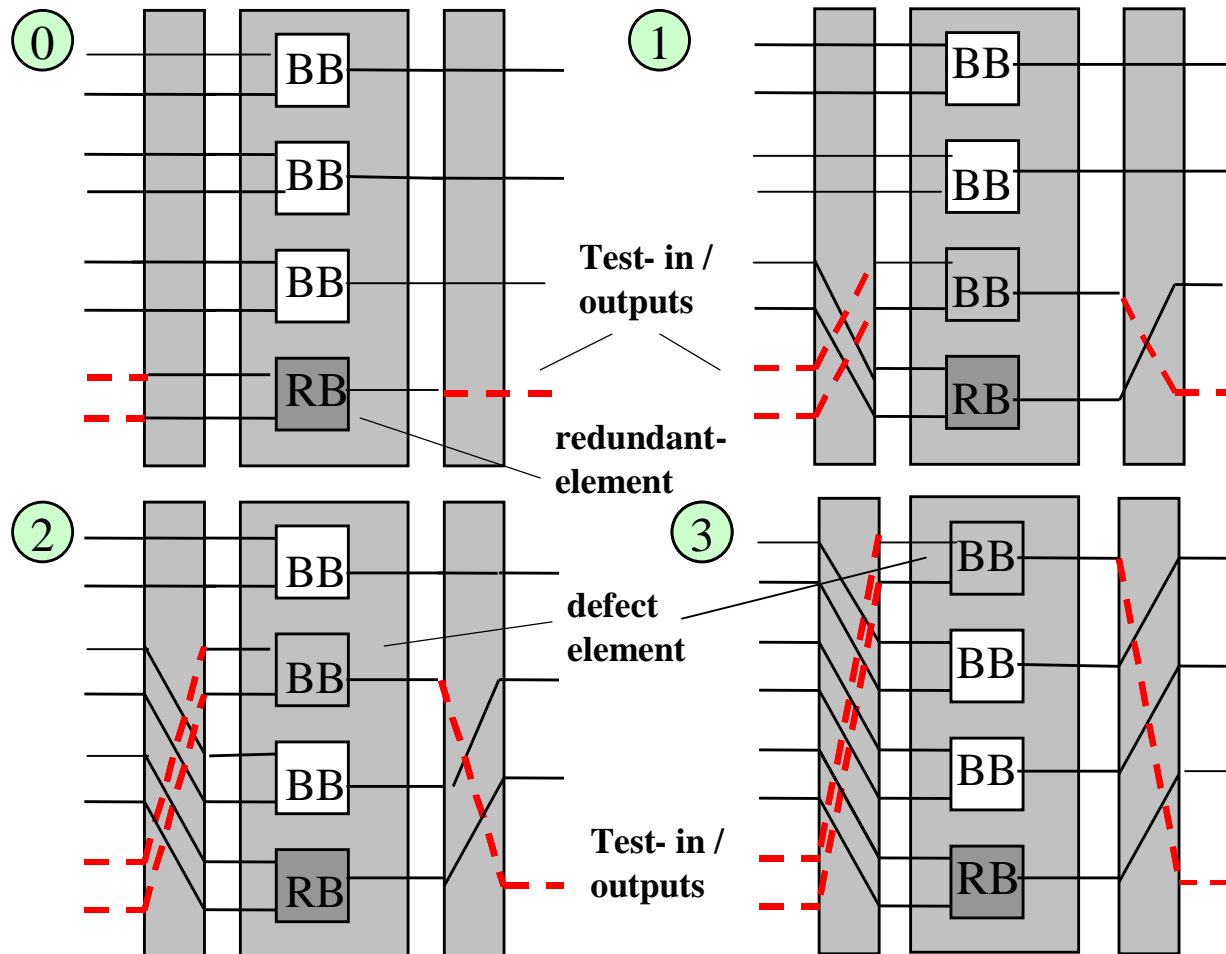 0
BB
BB
BB
RB
1
BB
BB
BB
RB
Test- in /
outputs
redundant-
element
2
BB
BB
BB
RB
3
BB
BB
BB
RB
defect
element
Test- in /
outputs